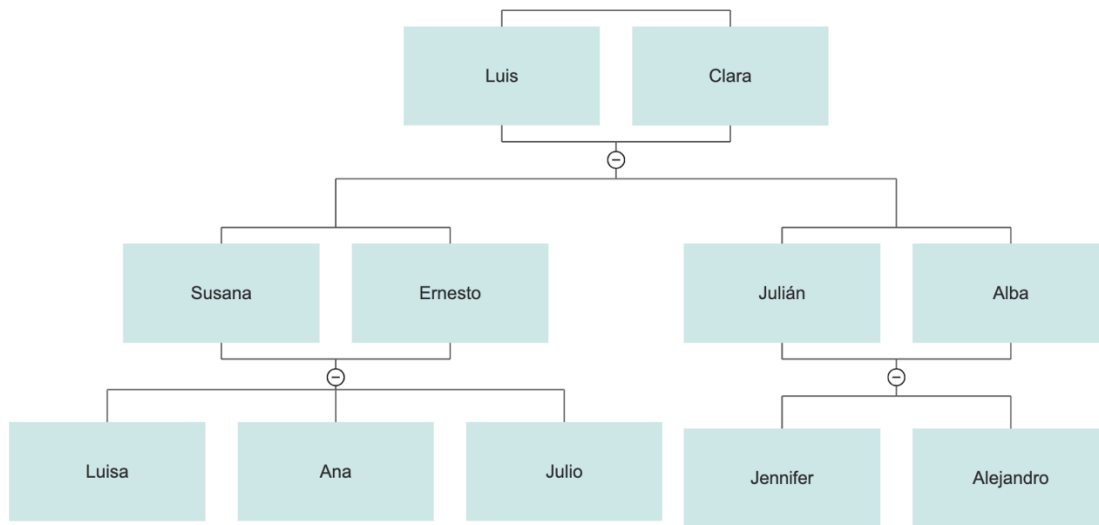 Luis
Clara
Susana
Ernesto
Julián
Alba
Luisa
Ana
Julio
Jennifer
Alejandro